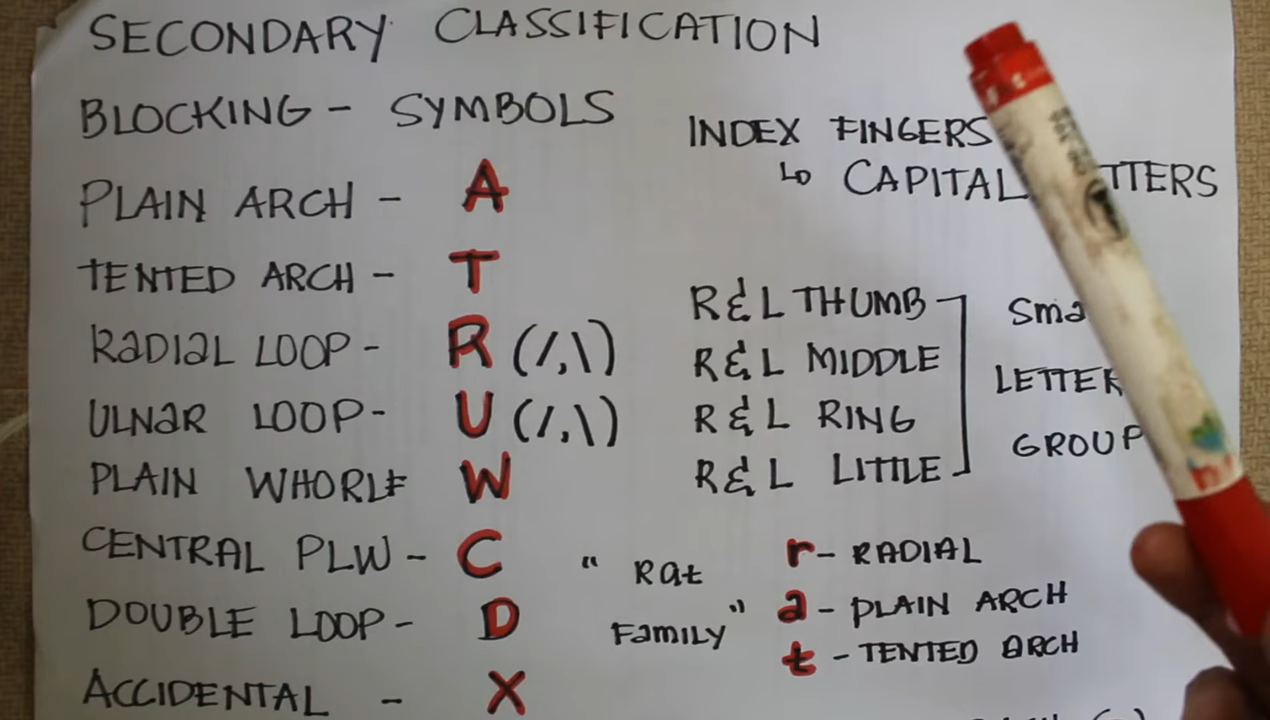 SECONDARY CLASSIFICATION
BLOCKING - SYMBOLS
PLAIN ARCH - A
TENTED ARCH - T
RADIAL LOOP - R (/,\)
ULNAR LOOP- U (/,\)
PLAIN WHORL- W
CENTRAL PLW - C
DOUBLE LOOP - D
ACCIDENTAL - X
INDEX FINGERS
CAPITAL
R & L THUMB
R & L MIDDLE
R & L RING
R & L LITTLE
LETTER
GROUP
" Rat
Family "
r- RADIAL
a - PLAIN ARCH
t - TENTED ARCH